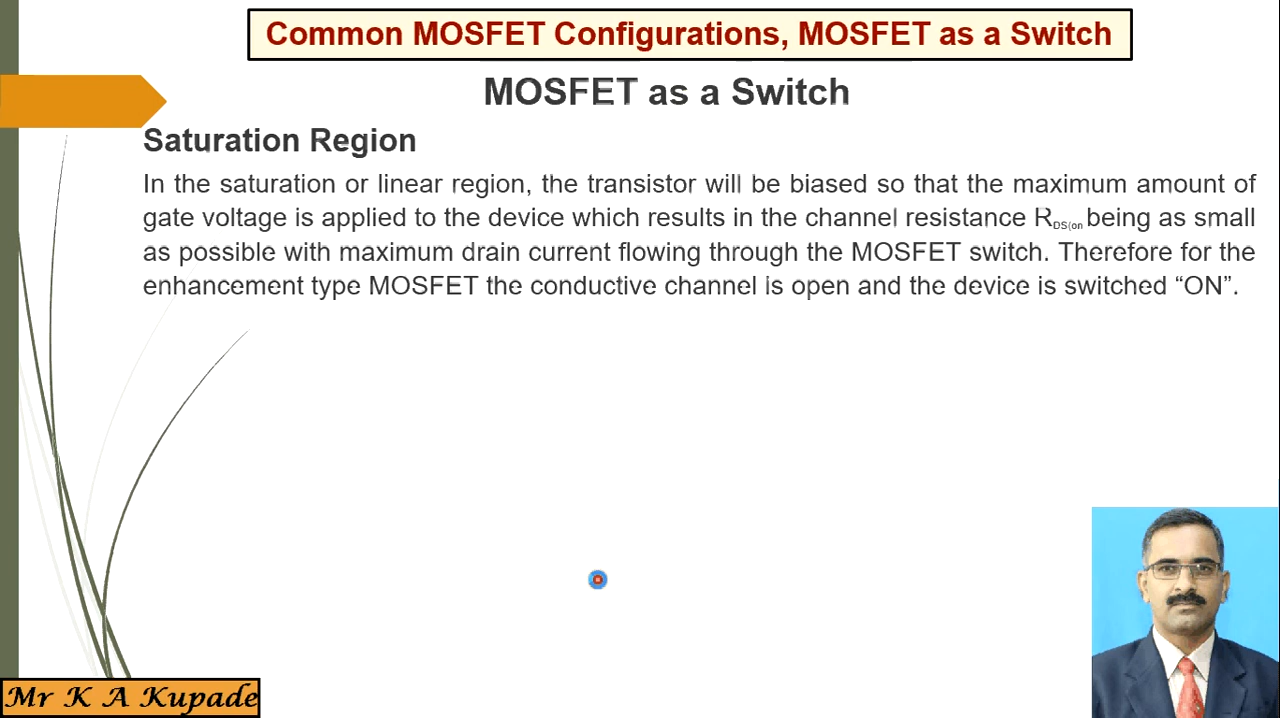 Common MOSFET Configurations, MOSFET as a Switch
MOSFET as a Switch
Saturation Region
In the saturation or linear region, the transistor will be biased so that the maximum amount of
gate voltage is applied to the device which results in the channel resistance RDS(on being as small
as possible with maximum drain current flowing through the MOSFET switch. Therefore for the
enhancement type MOSFET the conductive channel is open and the device is switched “ON”.
Mr K A Kupade